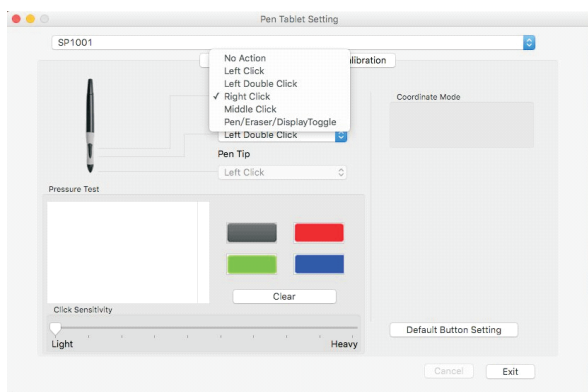 Pen Tablet Setting
SP1001
libration
No Action
Left Click
Left Double Click
✓ Right Click
Middle Click
Pen/Eraser/DisplayToggle
Left Double Click
Pen Tip
Left Click
Coordinate Mode
Pressure Test
Clear
Click Sensitivity
Light
Heavy
Default Button Setting
Cancel
Exit